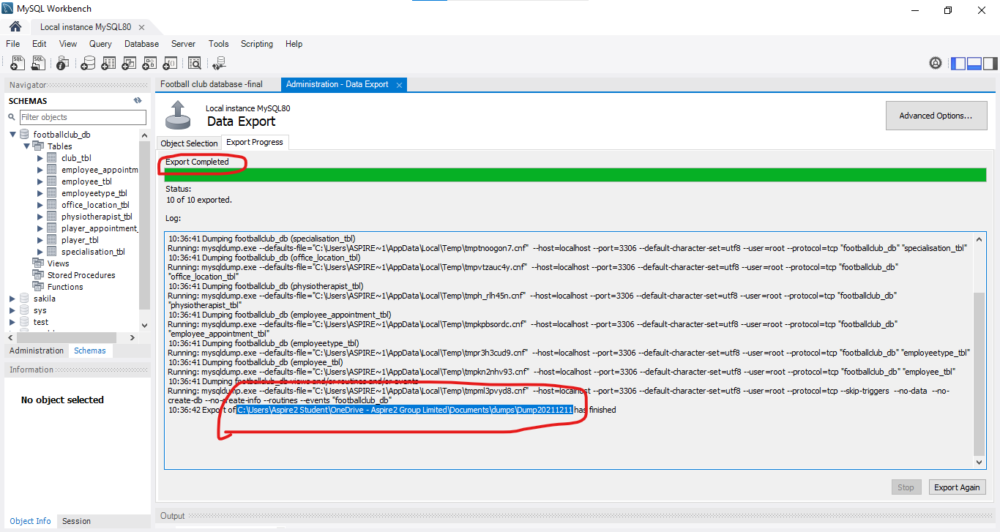 MySQL Workbench
Local instance MySQL80
File Edit View Query Database Server Tools Scripting Help
SQL SQL
Navigator
SCHEMAS
Filter objects
footballclub_db
Tables
club_tbl
employee_appointm
employee_tbl
employeetype_tbl
office_location_tbl
physiotherapist_tbl
player_appointment_
player_tbl
specialisation_tbl
Views
Stored Procedures
Functions
sakila
sys
test
Administration Schemas
Information
No object selected
Object Info Session
Football club database -final
Administration - Data Export
Local instance MySQL80
Data Export
Advanced Options...
Object Selection Export Progress
Export Completed
Status:
10 of 10 exported.
Log:
10:36:41 Dumping footballclub_db (specialisation_tbl)
Running: mysqldump.exe --defaults-file="C:\Users\ASPIRE~1\AppData\Local\Temp\tmptnoogon7.cnf" --host=localhost --port=3306 --default-character-set=utf8 --user=root --protocol=tcp "footballclub_db" "specialisation_tbl"
10:36:41 Dumping footballclub_db (office_location_tbl)
Running: mysqldump.exe --defaults-file="C:\Users\ASPIRE~1\AppData\Local\Temp\tmpvtzauc4y.cnf" --host=localhost --port=3306 --default-character-set=utf8 --user=root --protocol=tcp "footballclub_db"
"office_location_tbl"
10:36:41 Dumping footballclub_db (physiotherapist_tbl)
Running: mysqldump.exe --defaults-file="C:\Users\ASPIRE~1\AppData\Local\Temp\tmph_rlh45n.cnf" --host=localhost --port=3306 --default-character-set=utf8 --user=root --protocol=tcp "footballclub_db"
"physiotherapist_tbl"
10:36:41 Dumping footballclub_db (employee_appointment_tbl)
Running: mysqldump.exe --defaults-file="C:\Users\ASPIRE~1\AppData\Local\Temp\tmpkpbsordc.cnf" --host=localhost --port=3306 --default-character-set=utf8 --user=root --protocol=tcp "footballclub_db"
"employee_appointment_tbl"
10:36:41 Dumping footballclub_db (employeetype_tbl)
Running: mysqldump.exe --defaults-file="C:\Users\ASPIRE~1\AppData\Local\Temp\tmpr3h3cud9.cnf" --host=localhost --port=3306 --default-character-set=utf8 --user=root --protocol=tcp "footballclub_db" "employeetype_tbl"
10:36:41 Dumping footballclub_db (employee_tbl)
Running: mysqldump.exe --defaults-file="C:\Users\ASPIRE~1\AppData\Local\Temp\tmpkn2nhv93.cnf" --host=localhost --port=3306 --default-character-set=utf8 --user=root --protocol=tcp "footballclub_db" "employee_tbl"
10:36:41 Dumping footballclub_db views and/or routines and/or events
Running: mysqldump.exe --defaults-file="C:\Users\ASPIRE~1\AppData\Local\Temp\tmpml3pvyd8.cnf" --host=localhost --port=3306 --default-character-set=utf8 --user=root --protocol=tcp --skip-triggers --no-data --no-
create-db --no-create-info --routines --events "footballclub_db"
10:36:42 Export of C:\Users\Aspire2 Student\OneDrive - Aspire2 Group Limited\Documents\dumps\Dump20211211 has finished
Stop Export Again
Output